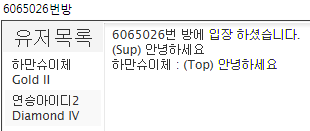 6065026번방
유저목록
하만슈이체
Gold II
연승아이디2
Diamond IV
6065026번 방에 입장 하셨습니다.
(Sup) 안녕하세요
하만슈이체 : (Top) 안녕하세요